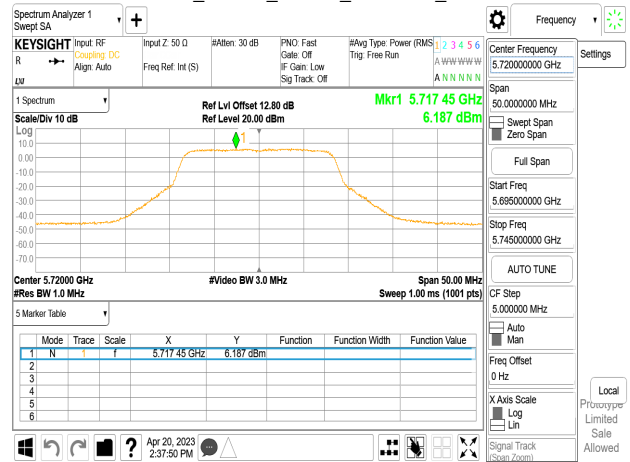 Spectrum Analyzer 1
Swept SA
+
Frequency
KEYSIGHT
R
Input: RF
Coupling: DC
Align: Auto
Input Z: 50 Ω
Freq Ref: Int (S)
#Atten: 30 dB
PNO: Fast
Gate: Off
IF Gain: Low
Sig Track: Off
#Avg Type: Power (RMS
Trig: Free Run
1 2 3 4 5 6
A W W W W W
A N N N N N
1 Spectrum
Scale/Div 10 dB
Ref Lvl Offset 12.80 dB
Ref Level 20.00 dBm
Mkr1 5.717 45 GHz
6.187 dBm
Log
10.0
0.00
-10.0
-20.0
-30.0
-40.0
-50.0
-60.0
-70.0
1
Center 5.72000 GHz
#Video BW 3.0 MHz
Span 50.00 MHz
#Res BW 1.0 MHz
Sweep 1.00 ms (1001 pts)
5 Marker Table
Mode Trace Scale X Y Function Function Width Function Value
1 N 1 f 5.717 45 GHz 6.187 dBm
2
3
4
5
6
Center Frequency
5.720000000 GHz
Settings
Span
50.0000000 MHz
Swept Span
Zero Span
Full Span
Start Freq
5.695000000 GHz
Stop Freq
5.745000000 GHz
AUTO TUNE
CF Step
5.000000 MHz
Auto
Man
Freq Offset
0 Hz
X Axis Scale
Log
Lin
Signal Track
(Span Zoom)
Local
Prototype
Limited
Sale
Allowed
?
Apr 20, 2023
2:37:50 PM